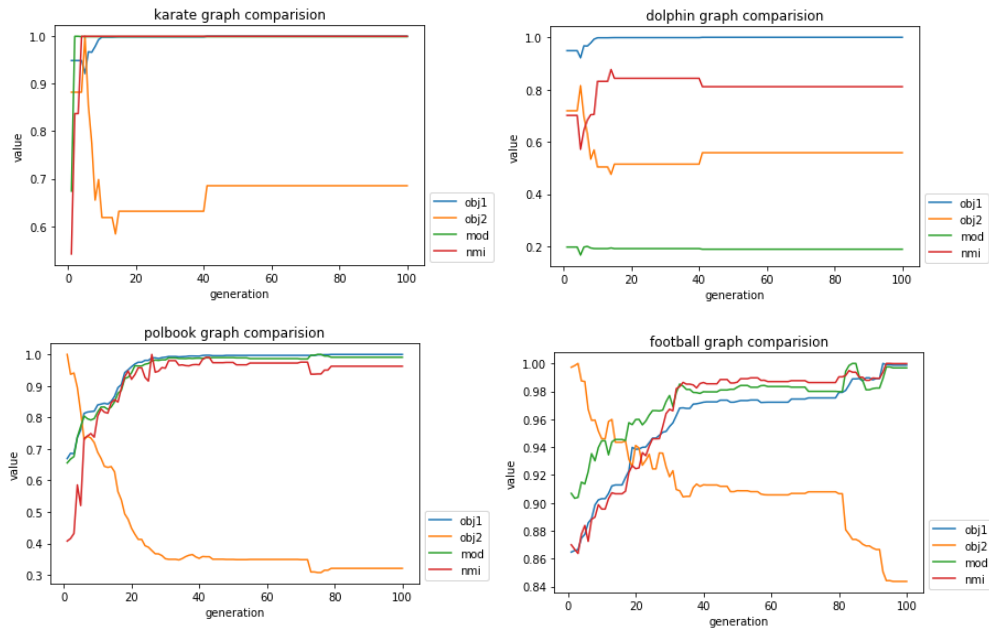 karate graph comparision
1.0
0.9
0.8
0.7
0.6
value
0 20 40 60 80 100
generation
obj1
obj2
mod
nmi
dolphin graph comparision
1.0
0.8
0.6
0.4
0.2
value
0 20 40 60 80 100
generation
obj1
obj2
mod
nmi
polbook graph comparision
1.0
0.9
0.8
0.7
0.6
0.5
0.4
0.3
value
0 20 40 60 80 100
generation
obj1
obj2
mod
nmi
football graph comparision
1.00
0.98
0.96
0.94
0.92
0.90
0.88
0.86
0.84
value
0 20 40 60 80 100
generation
obj1
obj2
mod
nmi